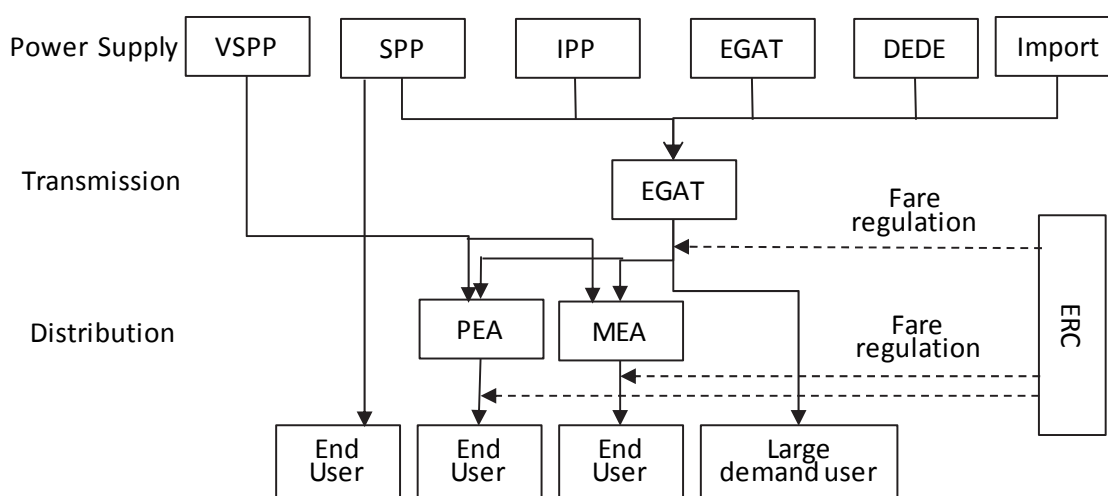 Power Supply
VSPP
SPP
IPP
EGAT
DEDE
Import
Transmission
EGAT
Fare
regulation
ERC
Distribution
PEA
MEA
Fare
regulation
End
User
End
User
End
User
Large
demand user